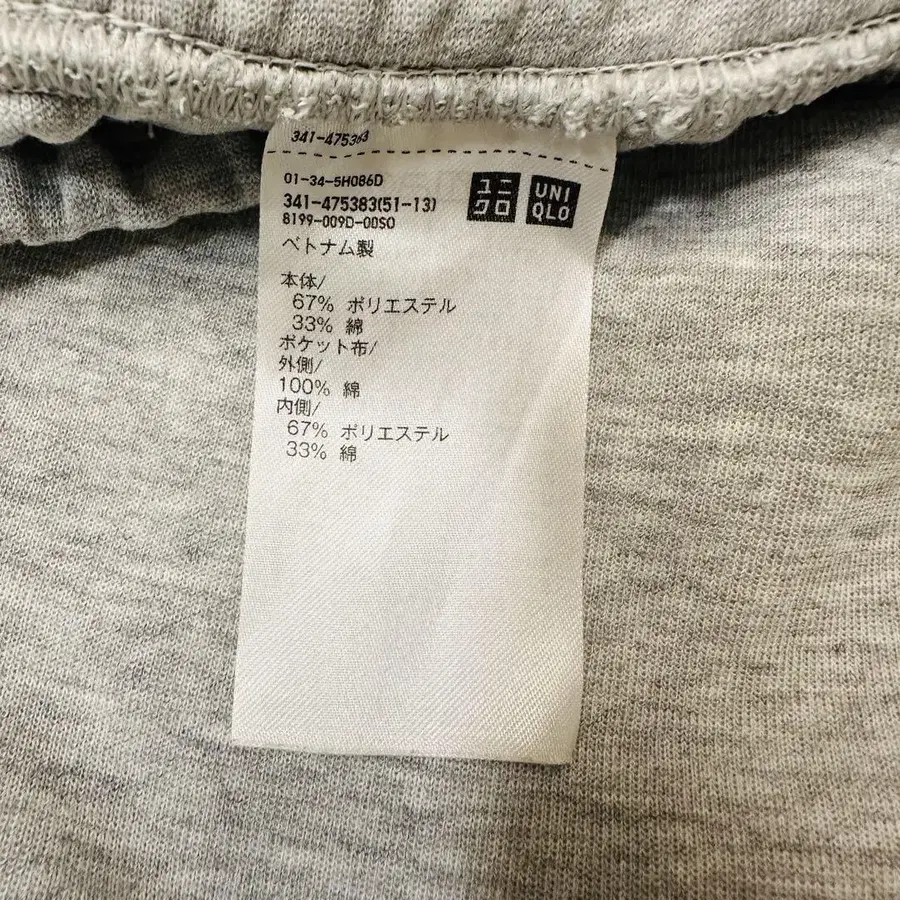 341-475383
01-34-5H086D
341-475383(51-13)
8199-009D-00SO
ユニ
クロ
UNI
QLO
ベトナム製
本体/
67% ポリエステル
33% 綿
ポケット布/
外側/
100% 綿
内側/
67% ポリエステル
33% 綿